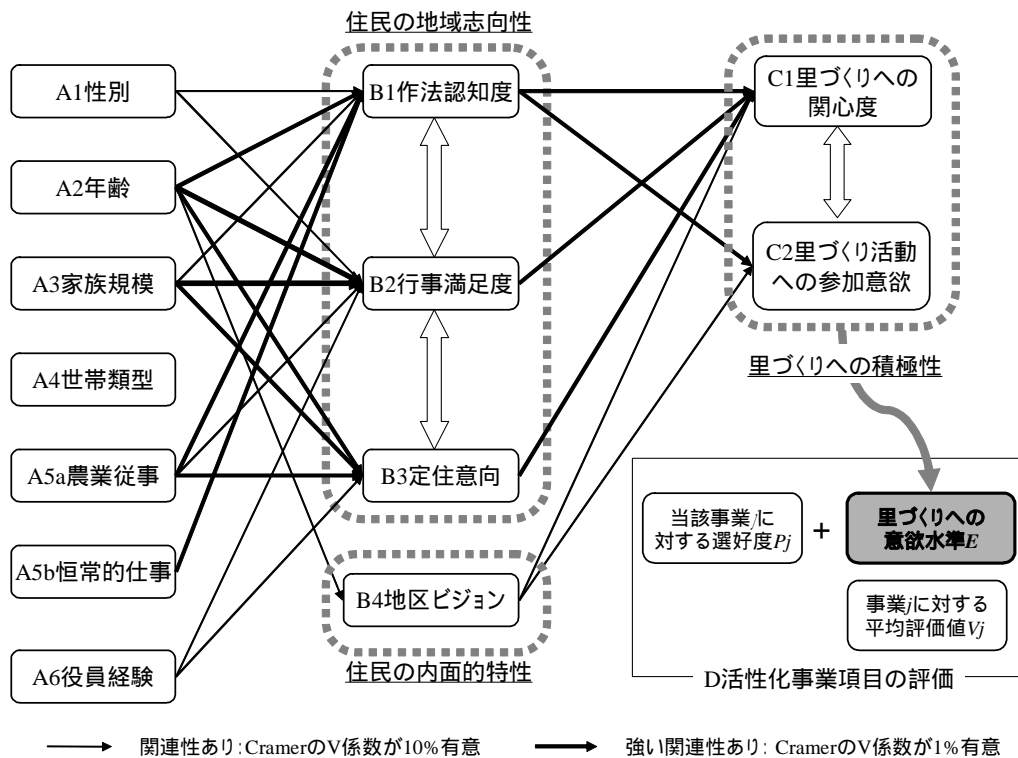 住民の地域志向性
A1性別
A2年齢
A3家族規模
A4世帯類型
A5a農業従事
A5b恒常的仕事
A6役員経験
B1作法認知度
B2行事満足度
B3定住意向
B4地区ビジョン
住民の内面的特性
C1里づくりへの
関心度
C2里づくり活動
への参加意欲
里づくりへの積極性
当該事業jに
対する選好度Pj
+
里づくりへの
意欲水準E
事業jに対する
平均評価値Vj
D活性化事業項目の評価
関連性あり:CramerのV係数が10%有意
強い関連性あり: CramerのV係数が1%有意